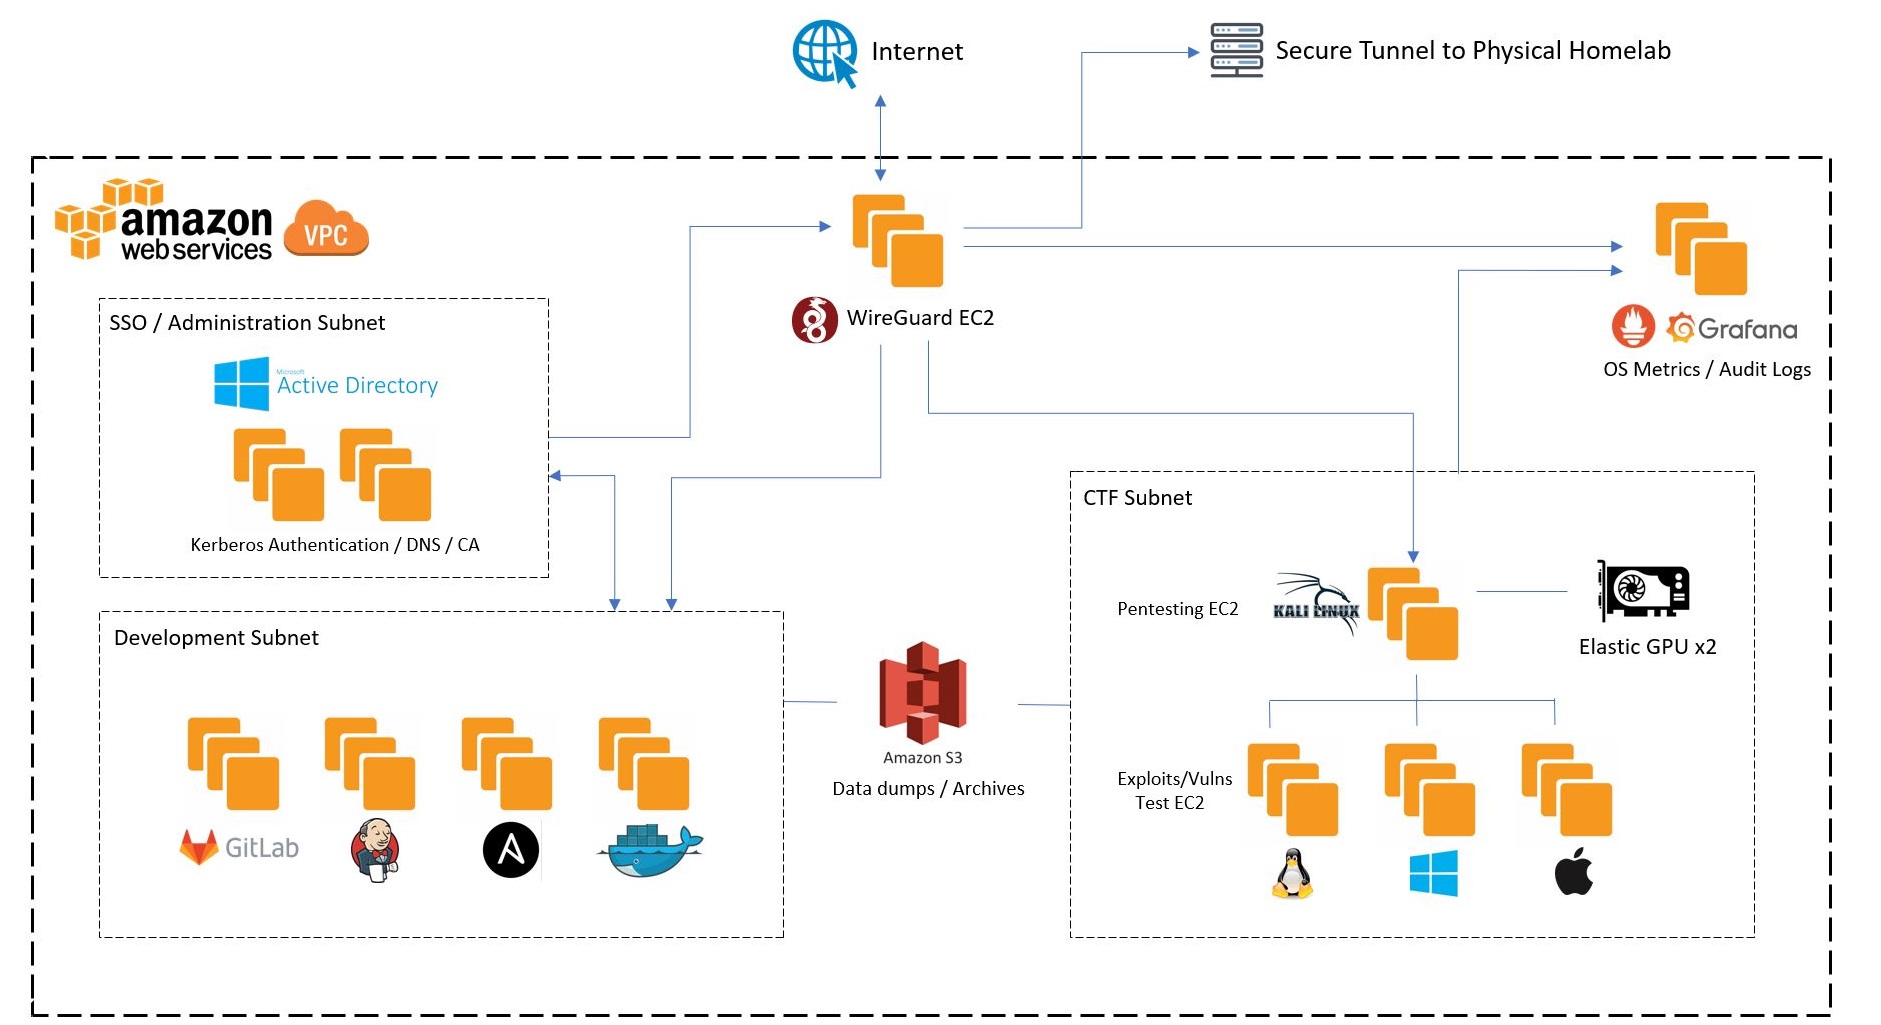 Internet
Secure Tunnel to Physical Homelab
amazon
web services
VPC
SSO / Administration Subnet
Microsoft
Active Directory
Kerberos Authentication / DNS / CA
WireGuard EC2
Grafana
OS Metrics / Audit Logs
Development Subnet
GitLab
Amazon S3
Data dumps / Archives
CTF Subnet
Pentesting EC2
KALI LINUX
Elastic GPU x2
Exploits/Vulns
Test EC2